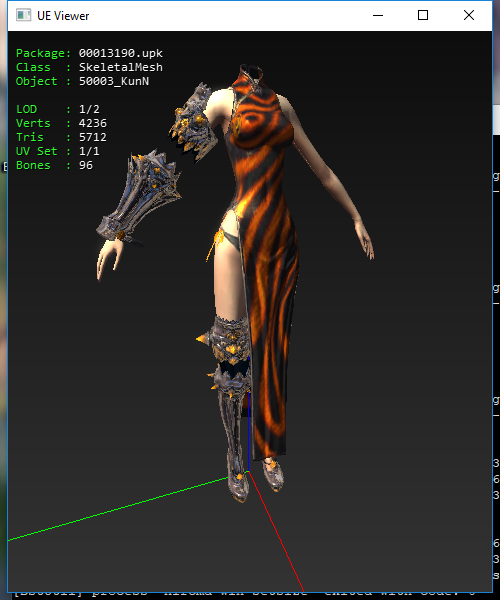 UE Viewer
Package: 00013190.upk
Class : SkeletalMesh
Object : 50003_KunN
LOD : 1/2
Verts : 4236
Tris : 5712
UV Set : 1/1
Bones : 96